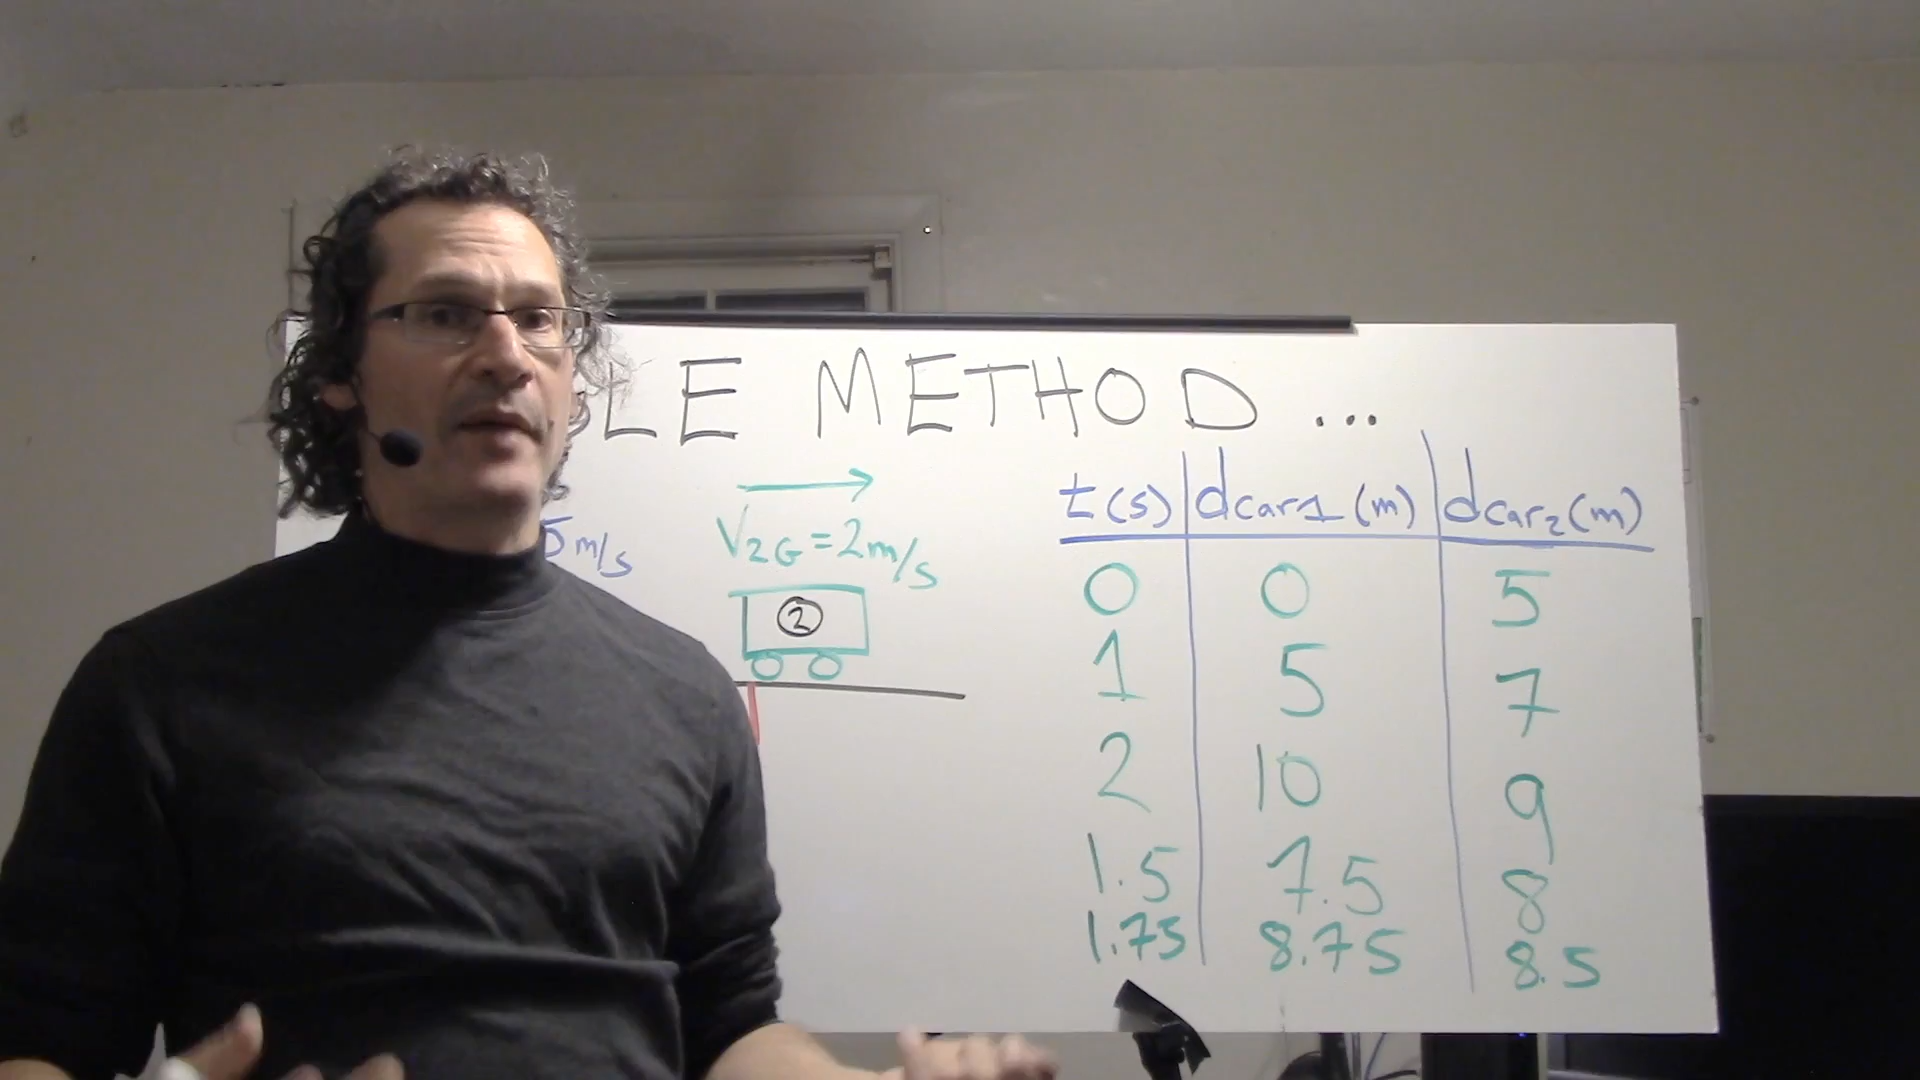 LE METHOD ...
5m/s
V2G = 2m/s
2
t(s) dcar1 (m) dcar2 (m)
0 0 5
1 5 7
2 10 9
1.5 7.5 8
1.75 8.75 8.5